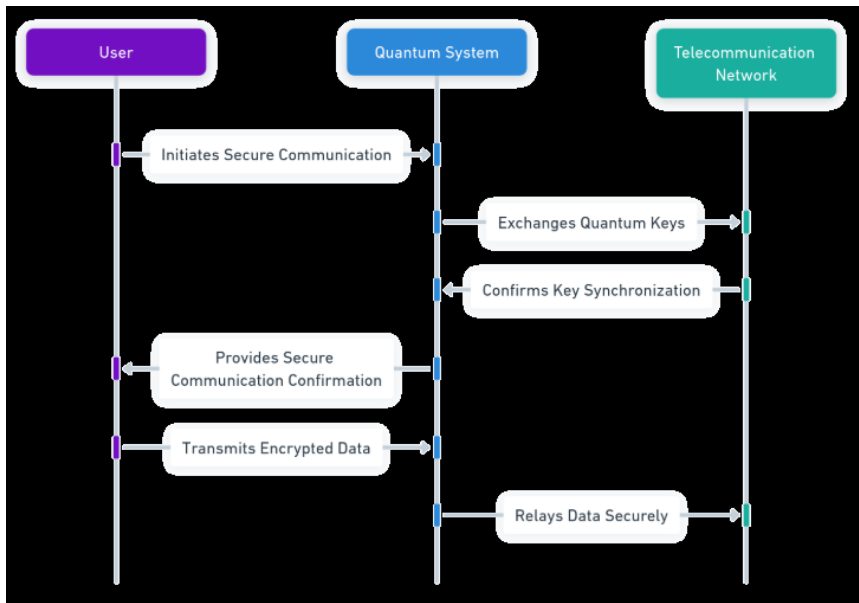 User
Quantum System
Telecommunication
Network
Initiates Secure Communication
Exchanges Quantum Keys
Confirms Key Synchronization
Provides Secure
Communication Confirmation
Transmits Encrypted Data
Relays Data Securely